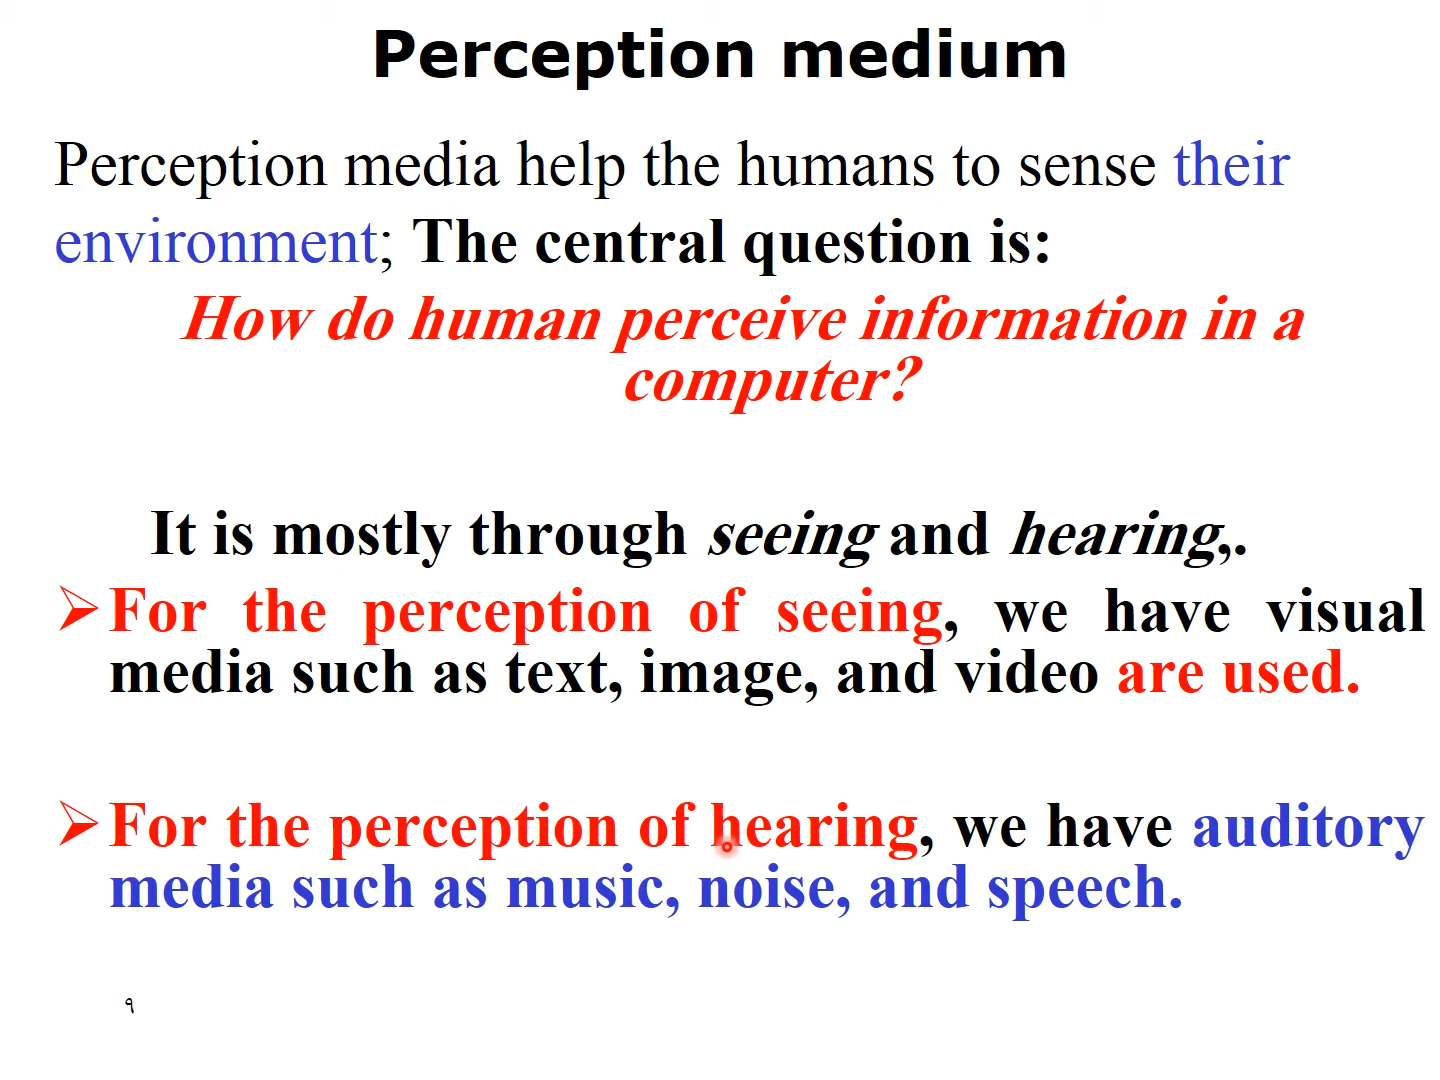 Perception medium
Perception media help the humans to sense their
environment; The central question is:
How do human perceive information in a
computer?
It is mostly through seeing and hearing,.
➢For the perception of seeing, we have visual
media such as text, image, and video are used.
➢For the perception of hearing, we have auditory
media such as music, noise, and speech.
٩